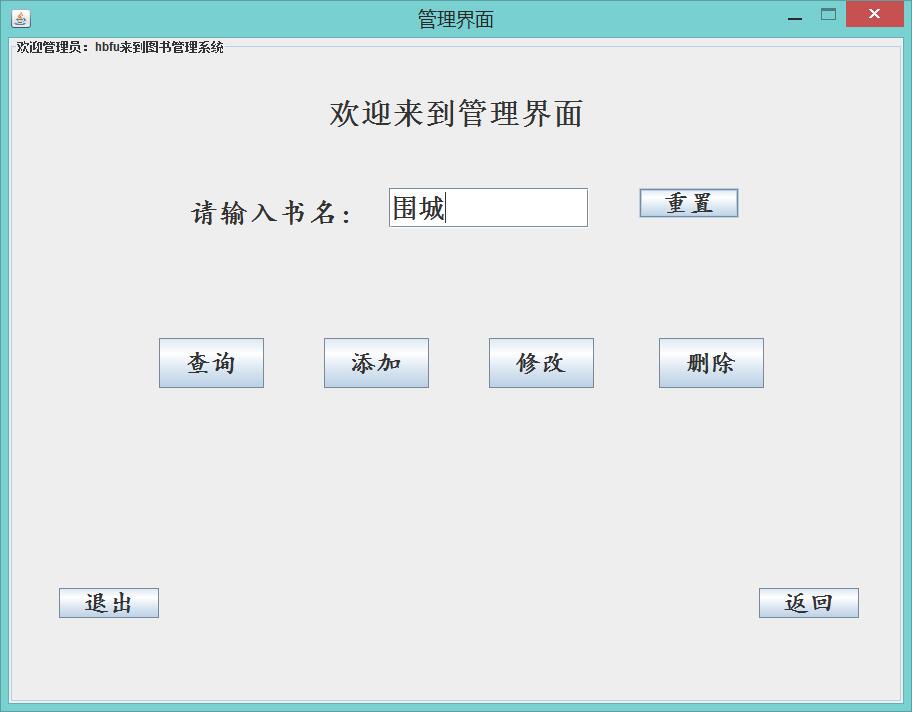 管理界面
欢迎管理员：hbfu来到图书管理系统
欢迎来到管理界面
请输入书名： 围城 重置
查询 添加 修改 删除
退出 返回